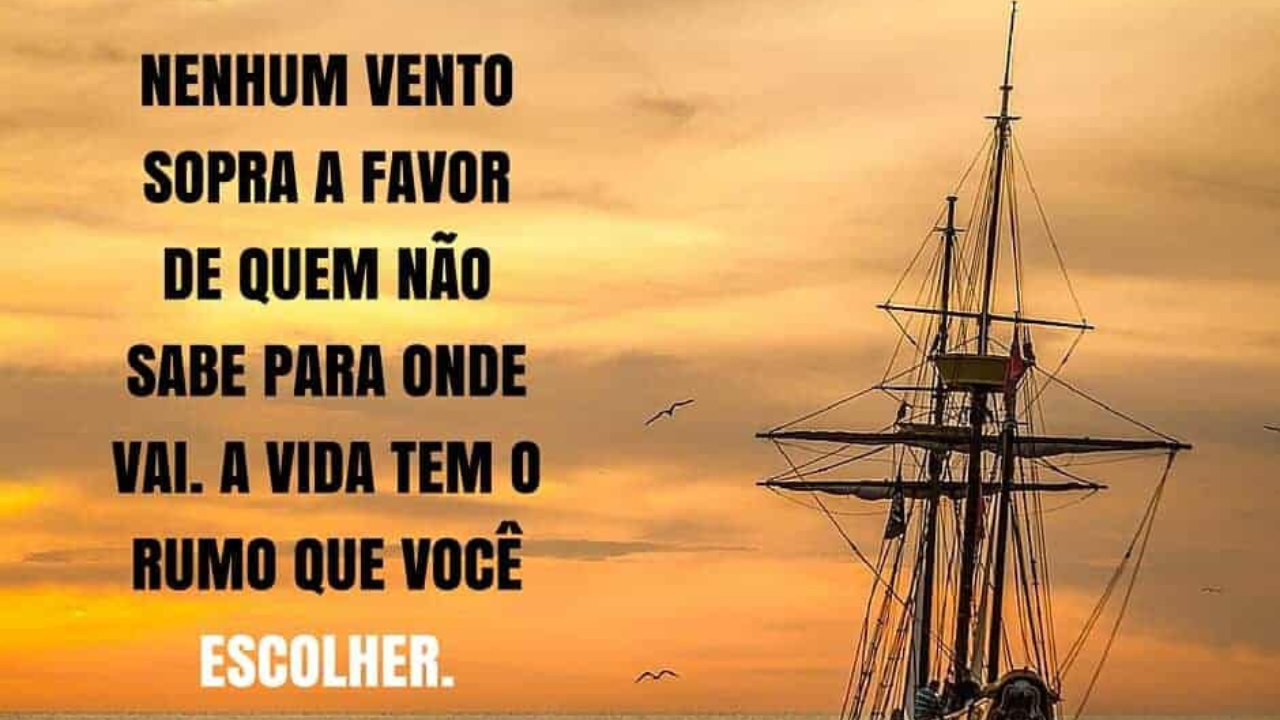 NENHUM VENTO
SOPRA A FAVOR
DE QUEM NÃO
SABE PARA ONDE
VAI. A VIDA TEM O
RUMO QUE VOCÊ
ESCOLHER.